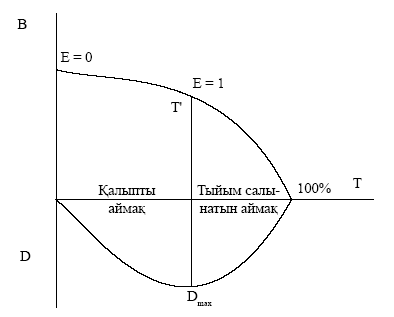 B
E = 0
E = 1
T'
Қалыпты
аймақ
Тыйым салы-
натын аймақ
100%
T
D
Dmax